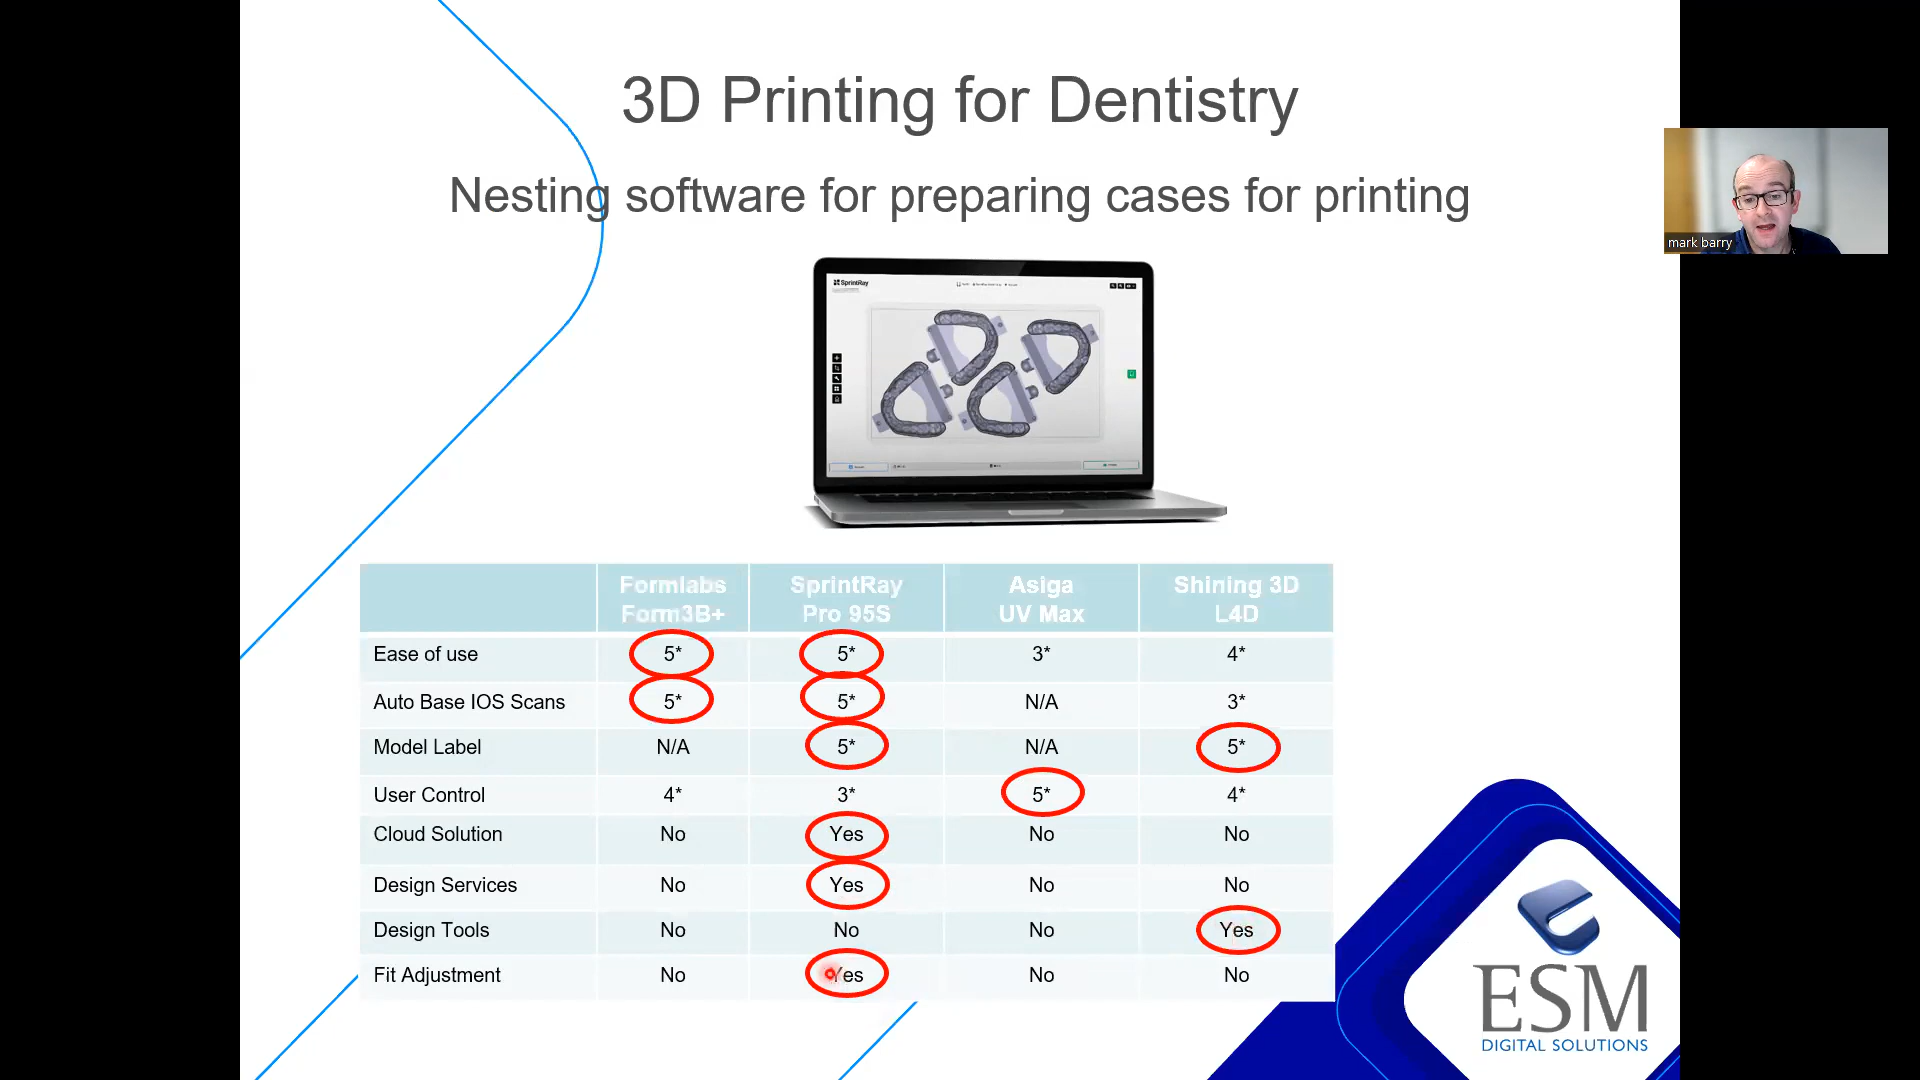 3D Printing for Dentistry
Nesting software for preparing cases for printing
mark barry
SprintRay
Formlabs Form3B+ SprintRay Pro 95S Asiga UV Max Shining 3D L4D
Ease of use 5* 5* 3* 4*
Auto Base IOS Scans 5* 5* N/A 3*
Model Label N/A 5* N/A 5*
User Control 4* 3* 5* 4*
Cloud Solution No Yes No No
Design Services No Yes No No
Design Tools No No No Yes
Fit Adjustment No Yes No No
ESM
DIGITAL SOLUTIONS